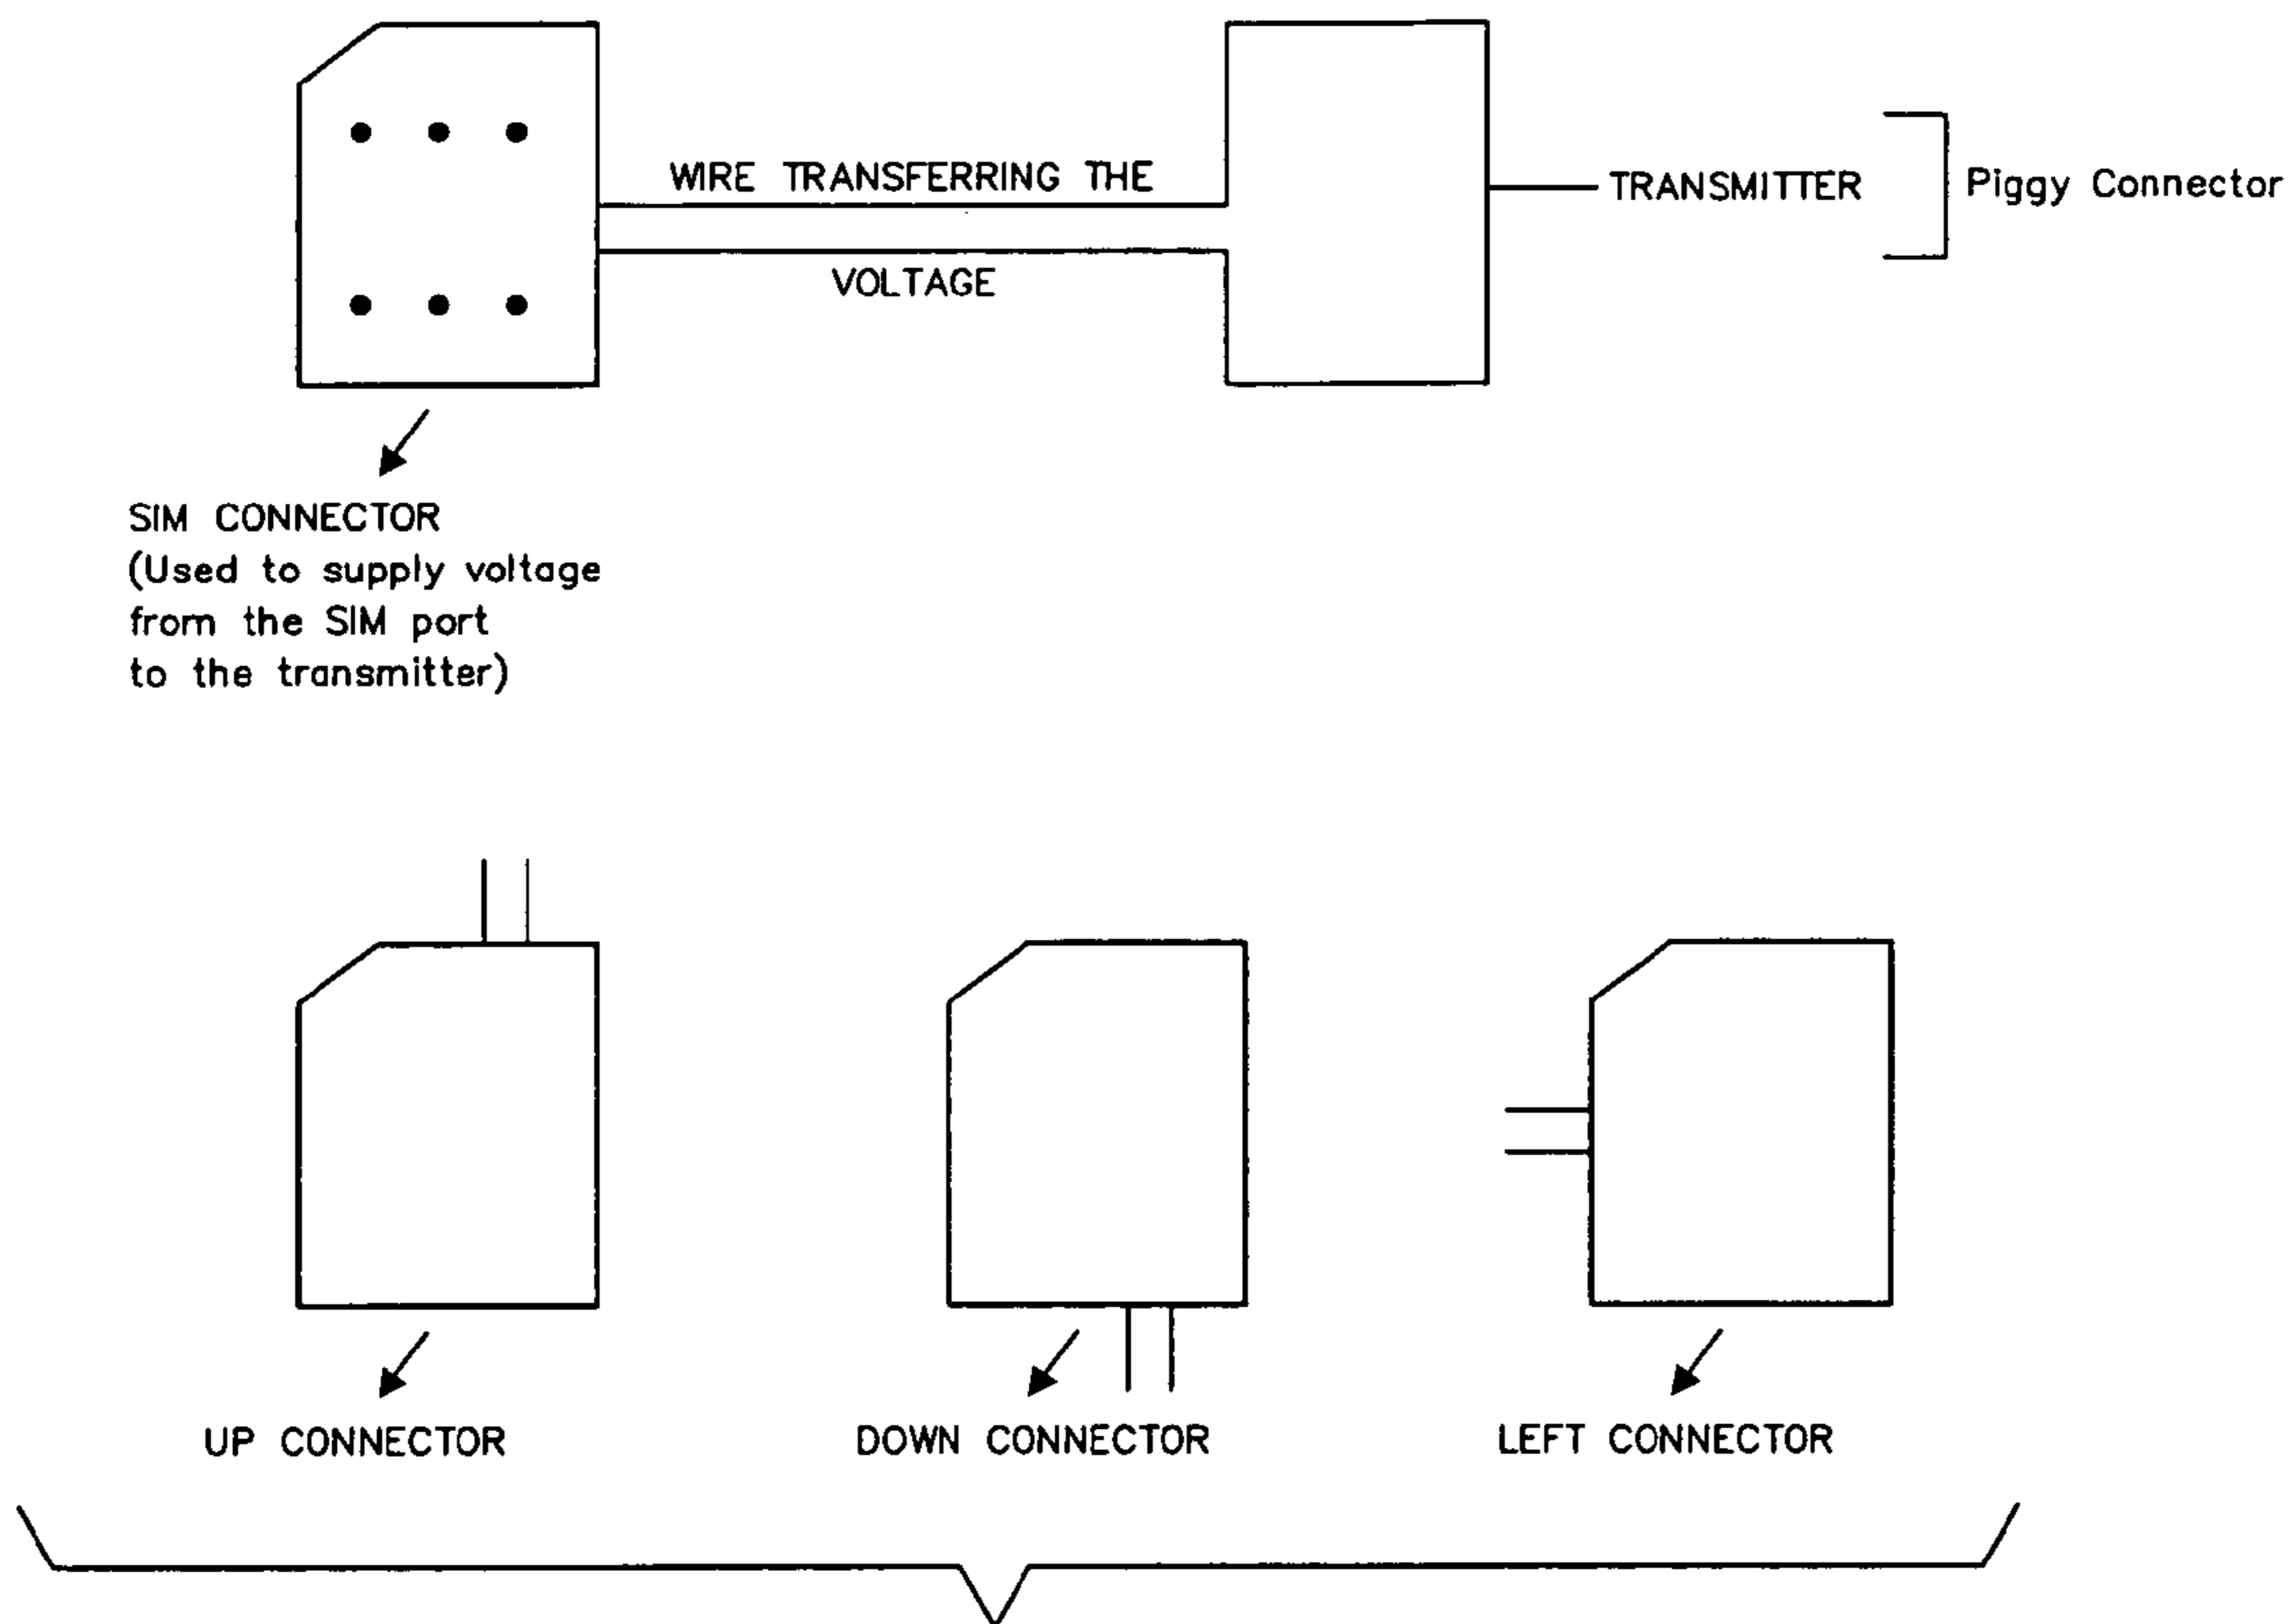 WIRE TRANSFERRING THE
VOLTAGE
TRANSMITTER
Piggy Connector
SIM CONNECTOR
(Used to supply voltage
from the SIM port
to the transmitter)
UP CONNECTOR
DOWN CONNECTOR
LEFT CONNECTOR